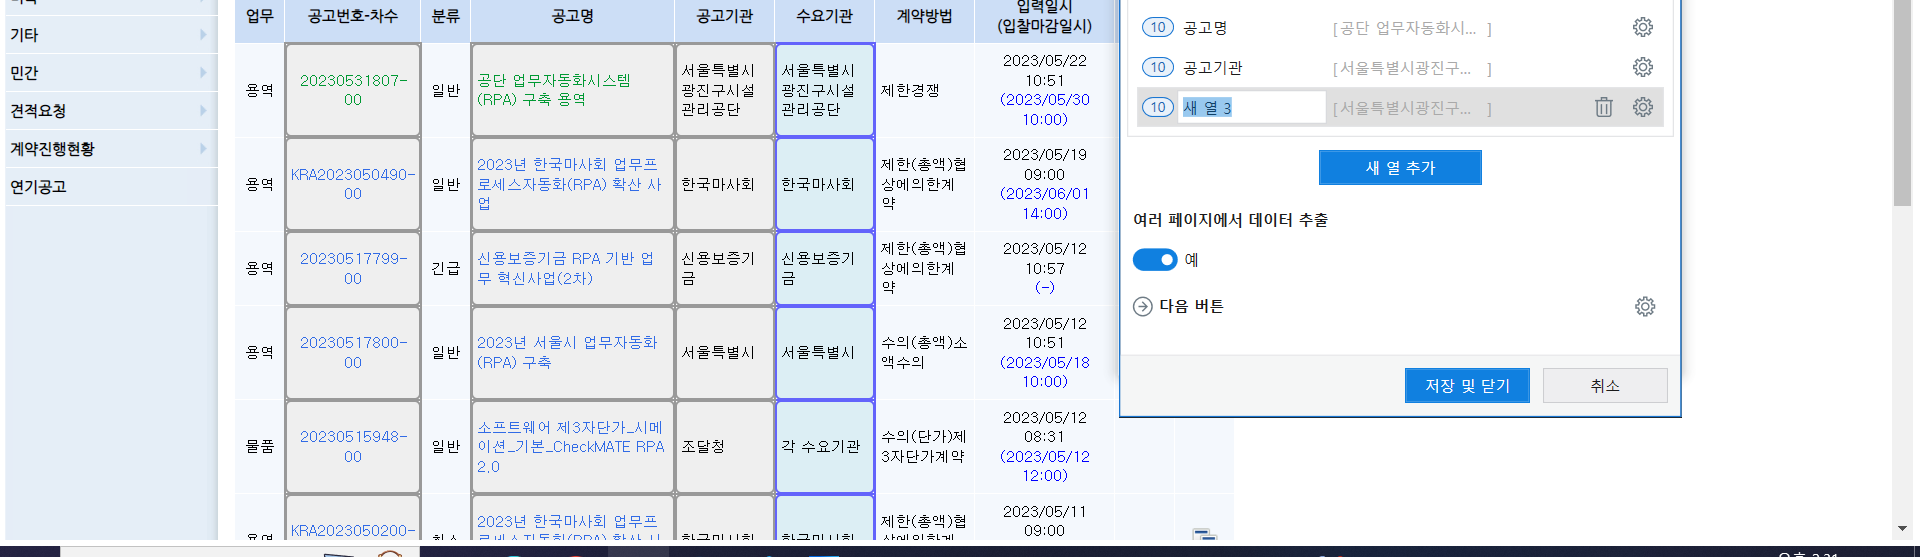 기타
민간
견적요청
계약진행현황
연기공고
업무 공고번호-차수 분류 공고명 공고기관 수요기관 계약방법 입력일시
(입찰마감일시)
용역
20230531807-
00
일반
공단 업무자동화시스템
(RPA) 구축 용역
서울특별시
광진구시설
관리공단
서울특별시
광진구시설
관리공단
제한경쟁
2023/05/22
10:51
(2023/05/30
10:00)
용역
KRA2023050490-
00
일반
2023년 한국마사회 업무프
로세스자동화(RPA) 확산 사
업
한국마사회
한국마사회
제한(총액)협
상에의한계
약
2023/05/19
09:00
(2023/06/01
14:00)
용역
20230517799-
00
긴급
신용보증기금 RPA 기반 업
무 혁신사업(2차)
신용보증기
금
신용보증기
금
제한(총액)협
상에의한계
약
2023/05/12
10:57
(-)
용역
20230517800-
00
일반
2023년 서울시 업무자동화
(RPA) 구축
서울특별시
서울특별시
수의(총액)소
액수의
2023/05/12
10:51
(2023/05/18
10:00)
물품
20230515948-
00
일반
소프트웨어 제3자단가_시메
이션_기본_CheckMATE RPA
2.0
조달청
각 수요기관
수의(단가)제
3자단가계약
2023/05/12
08:31
(2023/05/12
12:00)
용역
KRA2023050200-
2023년 한국마사회 업무프
한국마사회
한국마사회
제한(총액)협
2023/05/11
09:00
10 공고명 [공단 업무자동화시... ]
10 공고기관 [서울특별시광진구... ]
10 새 열 3 [서울특별시광진구... ]
새 열 추가
여러 페이지에서 데이터 추출
예
다음 버튼
저장 및 닫기
취소